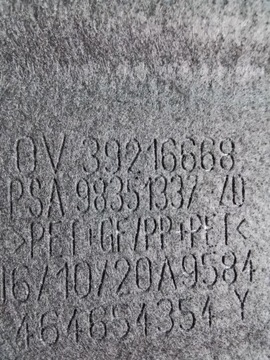 OV 39216668
PSA 98351337 ZD
>PET+GF/PP+PET<
16/10/20A9584
464654354 Y